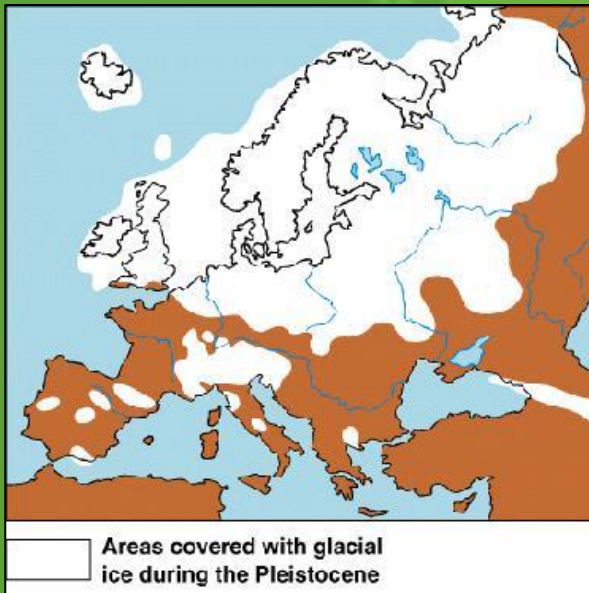 Areas covered with glacial
ice during the Pleistocene